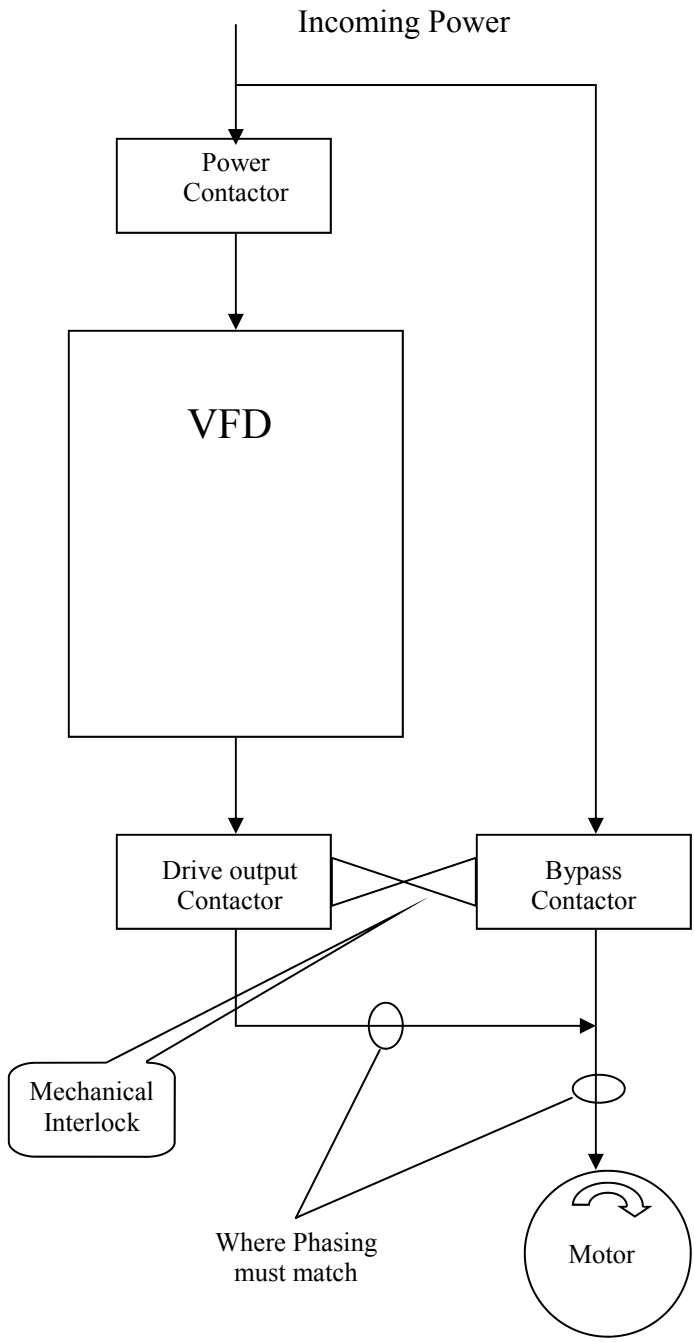 Incoming Power
Power
Contactor
VFD
Drive output
Contactor
Bypass
Contactor
Mechanical
Interlock
Where Phasing
must match
Motor